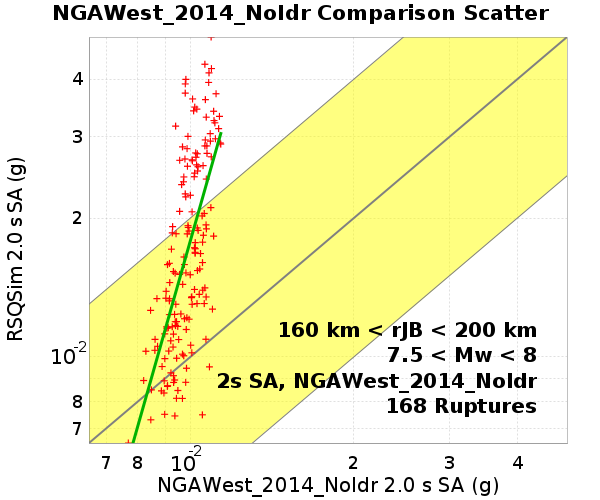 NGAWest_2014_NoIdr Comparison Scatter
RSQSim 2.0 s SA (g)
4
3
2
10⁻²
8
7
160 km < rJB < 200 km
7.5 < Mw < 8
2s SA, NGAWest_2014_NoIdr
168 Ruptures
7 8 10⁻² 2 3 4
NGAWest_2014_NoIdr 2.0 s SA (g)